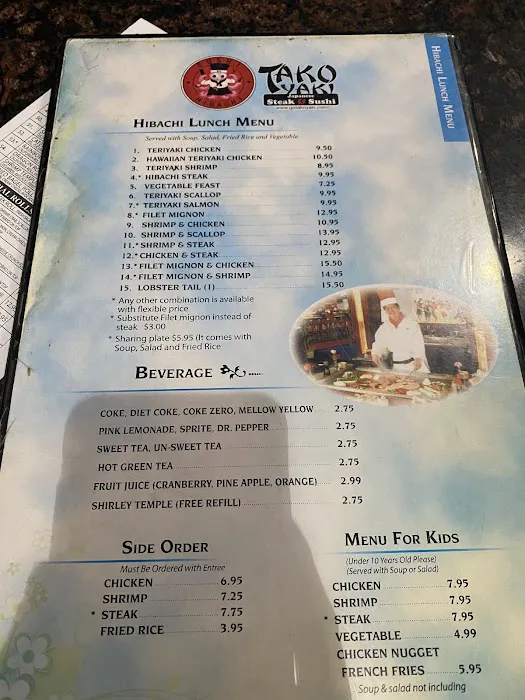 TAKO
YAKI
Japanese
Steak & Sushi
HIBACHI LUNCH MENU
HIBACHI LUNCH MENU
Served with Soup, Salad, Fried Rice and Vegetable
1. TERIYAKI CHICKEN 9.50
2. HAWAIIAN TERIYAKI CHICKEN 10.50
3. TERIYAKI SHRIMP 8.95
4.* HIBACHI STEAK 9.95
5. VEGETABLE FEAST 7.25
6. TERIYAKI SCALLOP 9.95
7.* TERIYAKI SALMON 9.95
8.* FILET MIGNON 12.95
9. SHRIMP & CHICKEN 10.95
10. SHRIMP & SCALLOP 13.95
11.* SHRIMP & STEAK 12.95
12.* CHICKEN & STEAK 12.95
13.* FILET MIGNON & CHICKEN 15.50
14.* FILET MIGNON & SHRIMP 14.95
15. LOBSTER TAIL (1) 15.50
* Any other combination is available
with flexible price
* Substitute Filet mignon instead of
steak $3.00
* Sharing plate $5.95 (It comes with
Soup, Salad and Fried Rice
BEVERAGE
COKE, DIET COKE, COKE ZERO, MELLOW YELLOW 2.75
PINK LEMONADE, SPRITE, DR. PEPPER 2.75
SWEET TEA, UN-SWEET TEA 2.75
HOT GREEN TEA 2.75
FRUIT JUICE (CRANBERRY, PINE APPLE, ORANGE) 2.99
SHIRLEY TEMPLE (FREE REFILL) 2.75
SIDE ORDER
Must Be Ordered with Entree
CHICKEN 6.95
SHRIMP 7.25
* STEAK 7.75
FRIED RICE 3.95
MENU FOR KIDS
(Under 10 Years Old Please)
(Served with Soup or Salad)
CHICKEN 7.95
SHRIMP 7.95
* STEAK 7.95
VEGETABLE 4.99
CHICKEN NUGGET
FRENCH FRIES 5.95
Soup & salad not including